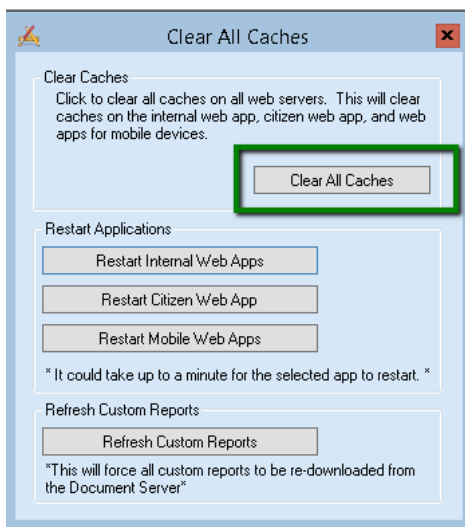 Clear All Caches
Clear Caches
Click to clear all caches on all web servers. This will clear
caches on the internal web app, citizen web app, and web
apps for mobile devices.
Clear All Caches
Restart Applications
Restart Internal Web Apps
Restart Citizen Web App
Restart Mobile Web Apps
* It could take up to a minute for the selected app to restart. *
Refresh Custom Reports
Refresh Custom Reports
*This will force all custom reports to be re-downloaded from
the Document Server*